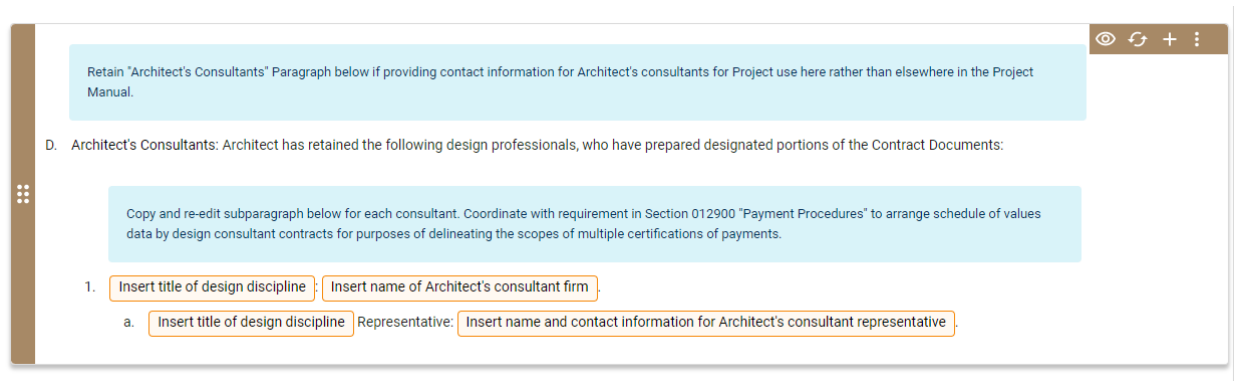 Retain "Architect's Consultants" Paragraph below if providing contact information for Architect's consultants for Project use here rather than elsewhere in the Project
Manual.
D. Architect's Consultants: Architect has retained the following design professionals, who have prepared designated portions of the Contract Documents:
Copy and re-edit subparagraph below for each consultant. Coordinate with requirement in Section 012900 "Payment Procedures" to arrange schedule of values
data by design consultant contracts for purposes of delineating the scopes of multiple certifications of payments.
1. Insert title of design discipline : Insert name of Architect's consultant firm .
a. Insert title of design discipline Representative: Insert name and contact information for Architect's consultant representative .